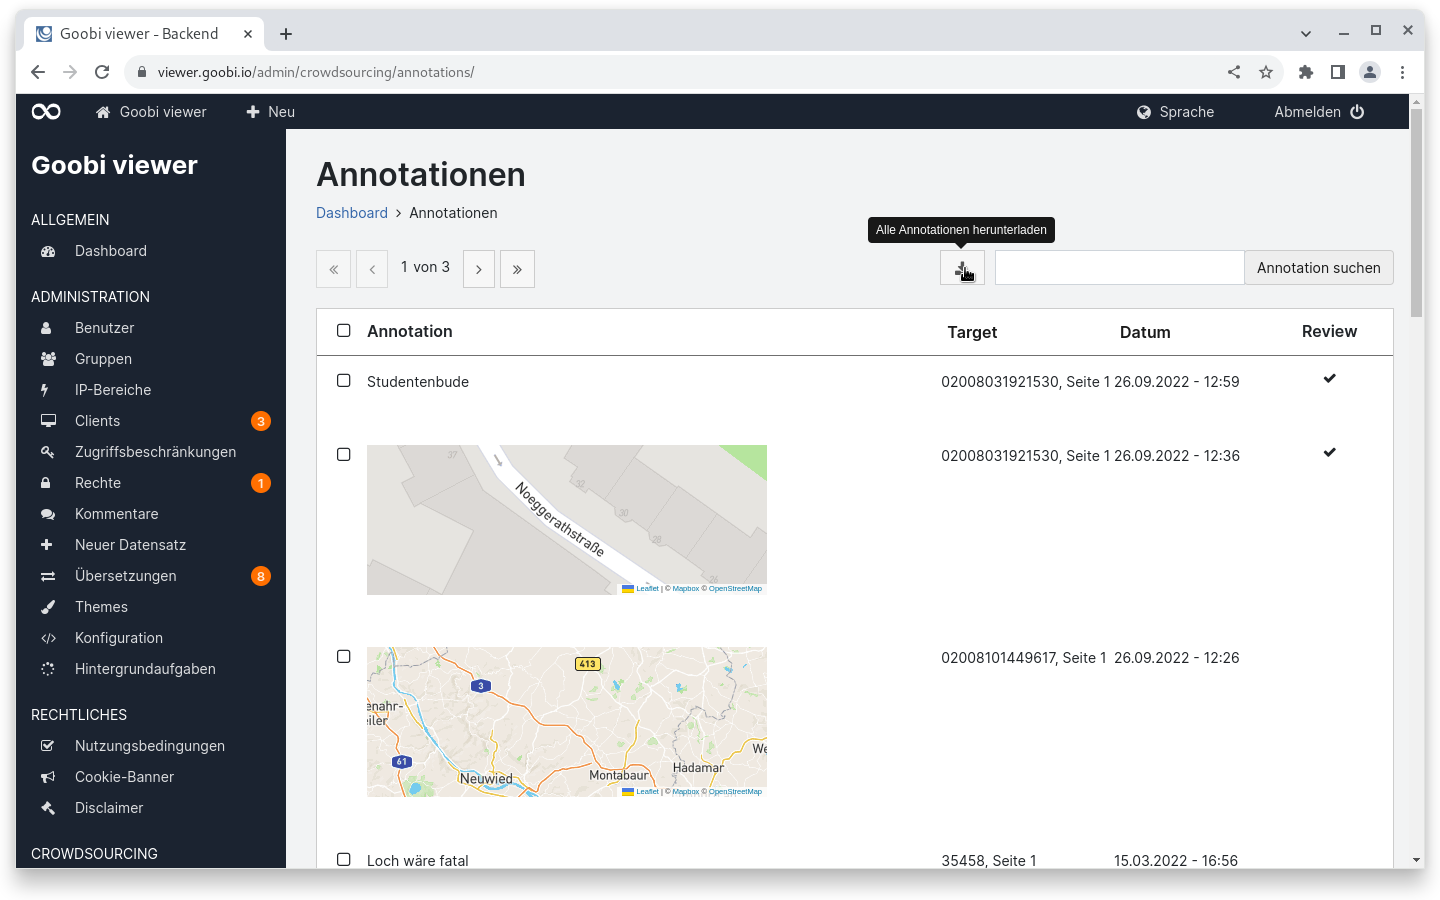 Goobi viewer - Backend
viewer.goobi.io/admin/crowdsourcing/annotations/
Goobi viewer
Neu
Sprache
Abmelden
Goobi viewer
ALLGEMEIN
Dashboard
ADMINISTRATION
Benutzer
Gruppen
IP-Bereiche
Clients 3
Zugriffsbeschränkungen
Rechte 1
Kommentare
Neuer Datensatz
Übersetzungen 8
Themes
Konfiguration
Hintergrundaufgaben
RECHTLICHES
Nutzungsbedingungen
Cookie-Banner
Disclaimer
CROWDSOURCING
Annotationen
Dashboard › Annotationen
Alle Annotationen herunterladen
« ‹ 1 von 3 › »
Annotation suchen
Annotation Target Datum Review
Studentenbude 02008031921530, Seite 1 26.09.2022 - 12:59
02008031921530, Seite 1 26.09.2022 - 12:36
37
52
30
28
26
Noeggerathstraße
Leaflet | © Mapbox © OpenStreetMap
02008101449617, Seite 1 26.09.2022 - 12:26
413
3
enahr-
eiler
61
Neuwied
Montabaur
Hadamar
We
Leaflet | © Mapbox © OpenStreetMap
Loch wäre fatal 35458, Seite 1 15.03.2022 - 16:56